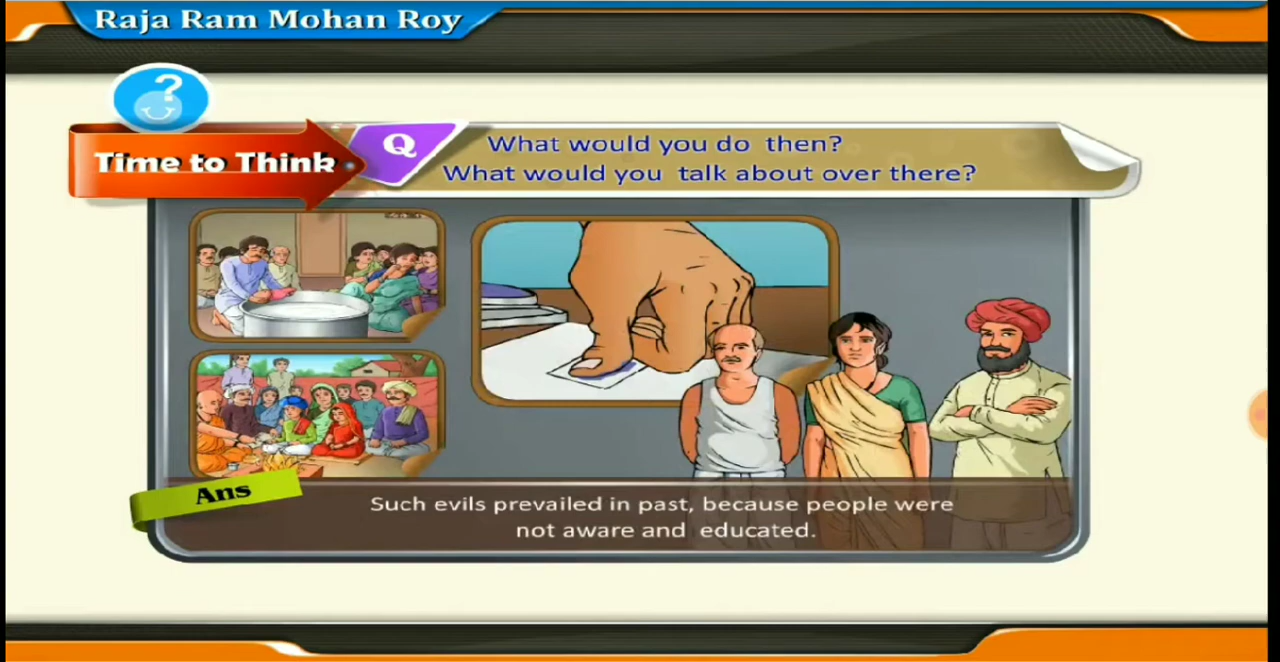 Raja Ram Mohan Roy
?
Time to Think
Q
What would you do then?
What would you talk about over there?
Ans
Such evils prevailed in past, because people were
not aware and educated.